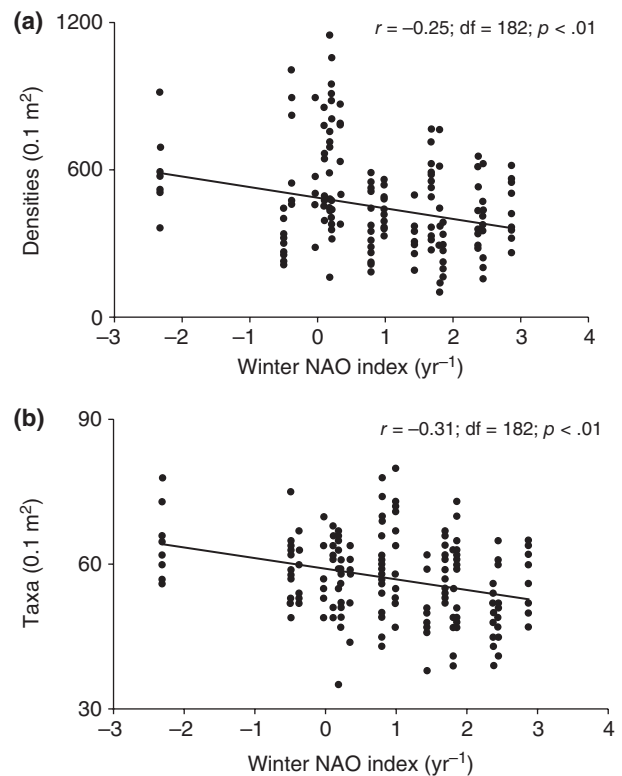 (a)
r = –0.25; df = 182; p < .01
1200
600
0
Densities (0.1 m²)
–3 –2 –1 0 1 2 3 4
Winter NAO index (yr⁻¹)
(b)
r = –0.31; df = 182; p < .01
90
60
30
Taxa (0.1 m²)
–3 –2 –1 0 1 2 3 4
Winter NAO index (yr⁻¹)